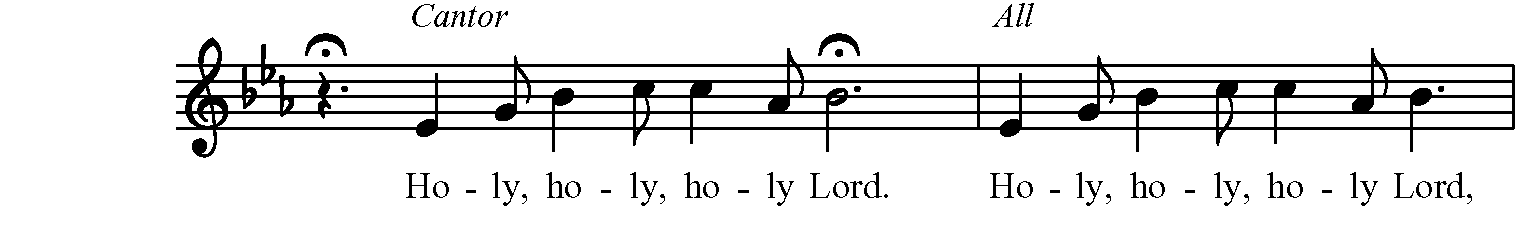 Cantor All
Ho - ly, ho - ly, ho - ly Lord. Ho - ly, ho - ly, ho - ly Lord,